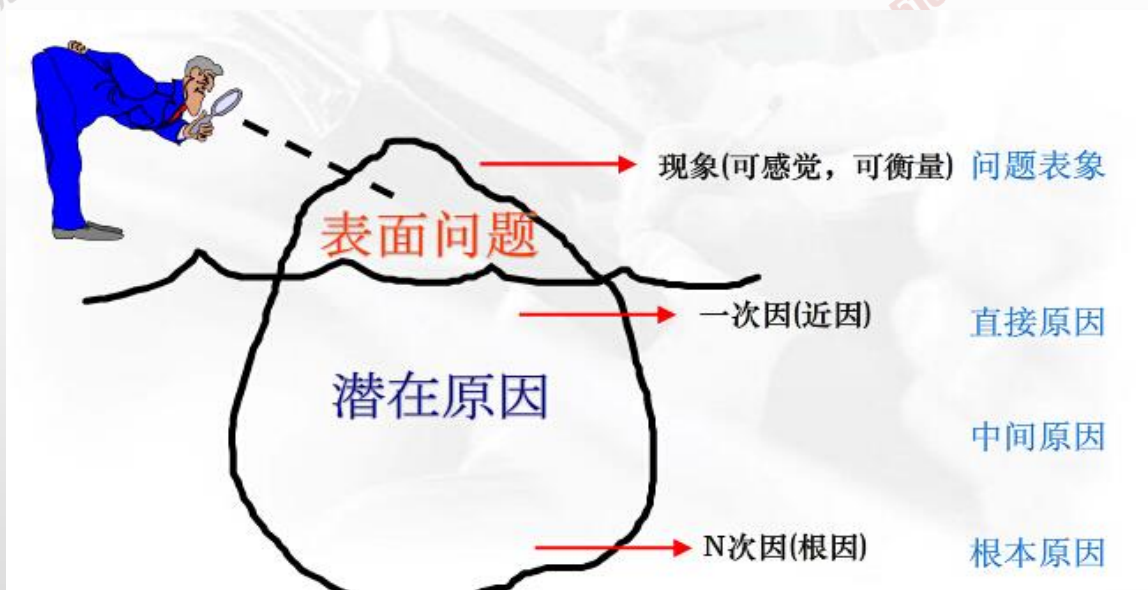 现象(可感觉，可衡量) 问题表象
表面问题
一次因(近因) 直接原因
潜在原因
中间原因
N次因(根因) 根本原因